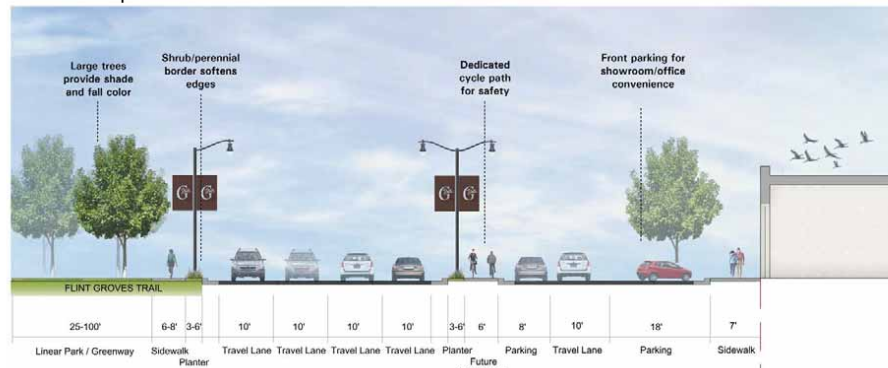 Large trees
provide shade
and fall color
Shrub/perennial
border softens
edges
Dedicated
cycle path
for safety
Front parking for
showroom/office
convenience
G G
G G
FLINT GROVES TRAIL
25-100' 6-8' 3-6' 10' 10' 10' 10' 3-6' 6' 8' 10' 18' 7'
Linear Park / Greenway Sidewalk Travel Lane Travel Lane Travel Lane Travel Lane Planter Parking Travel Lane Parking Sidewalk
Planter Future